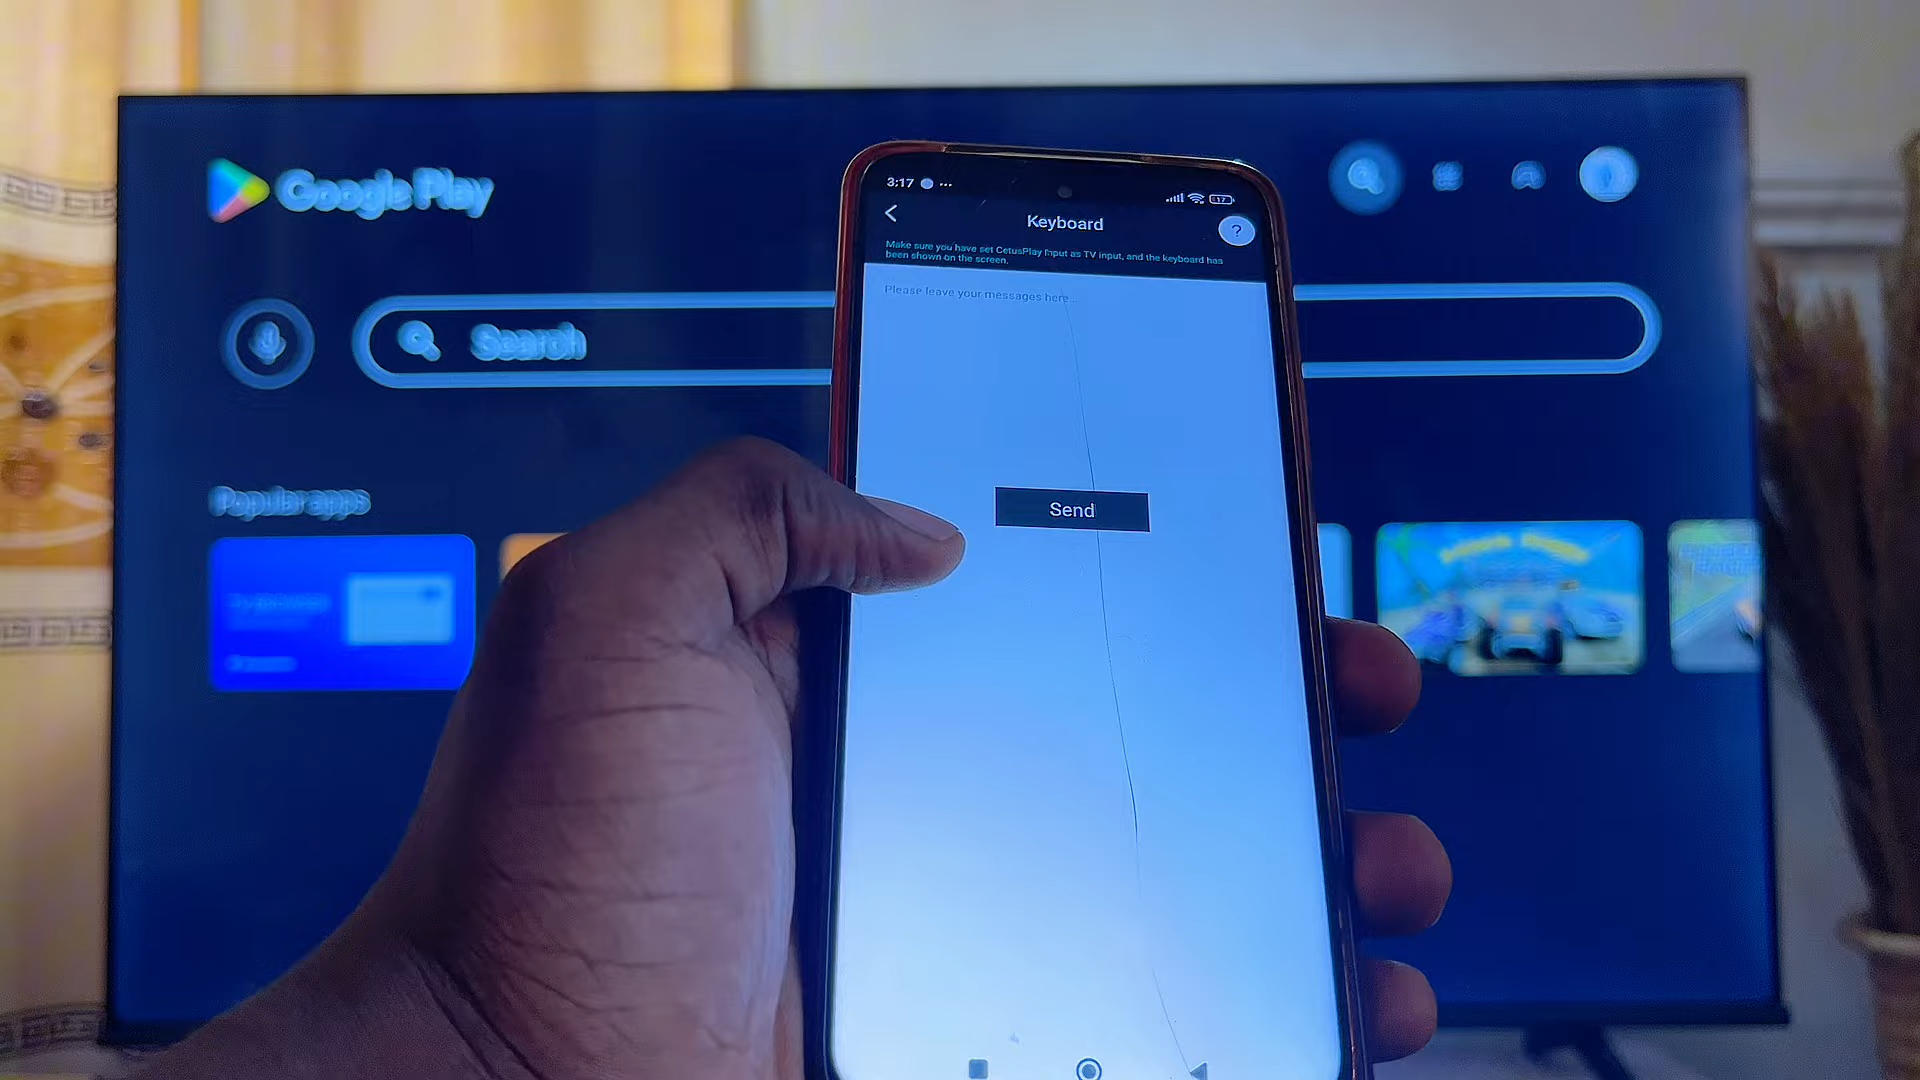 Google Play
3:17
17
Keyboard
?
Make sure you have set CetusPlay Input as TV input, and the keyboard has
been shown on the screen.
Please leave your messages here...
Search
Send
Popular apps